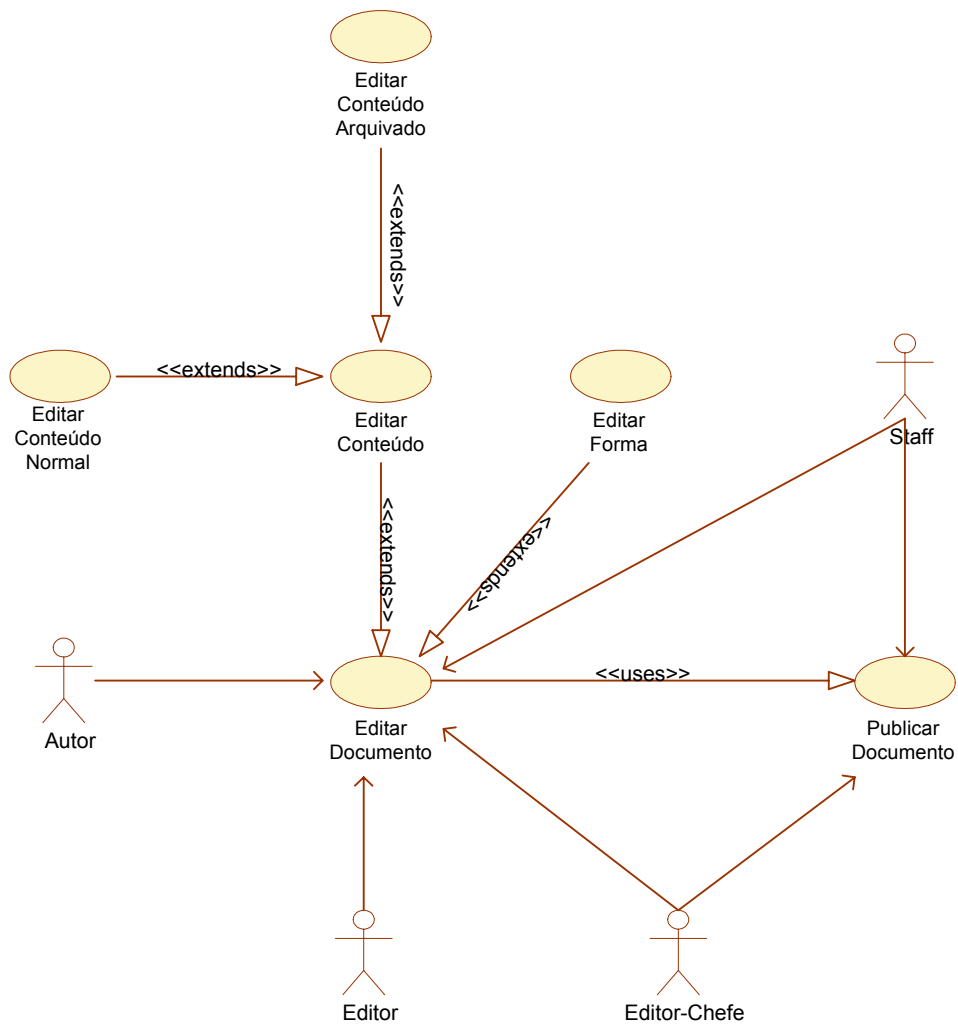 Editar
Conteúdo
Arquivado
<<extends>>
<<extends>>
Editar
Conteúdo
Normal
Editar
Conteúdo
Editar
Forma
Staff
<<extends>>
<<extends>>
<<uses>>
Autor
Editar
Documento
Publicar
Documento
Editor
Editor-Chefe